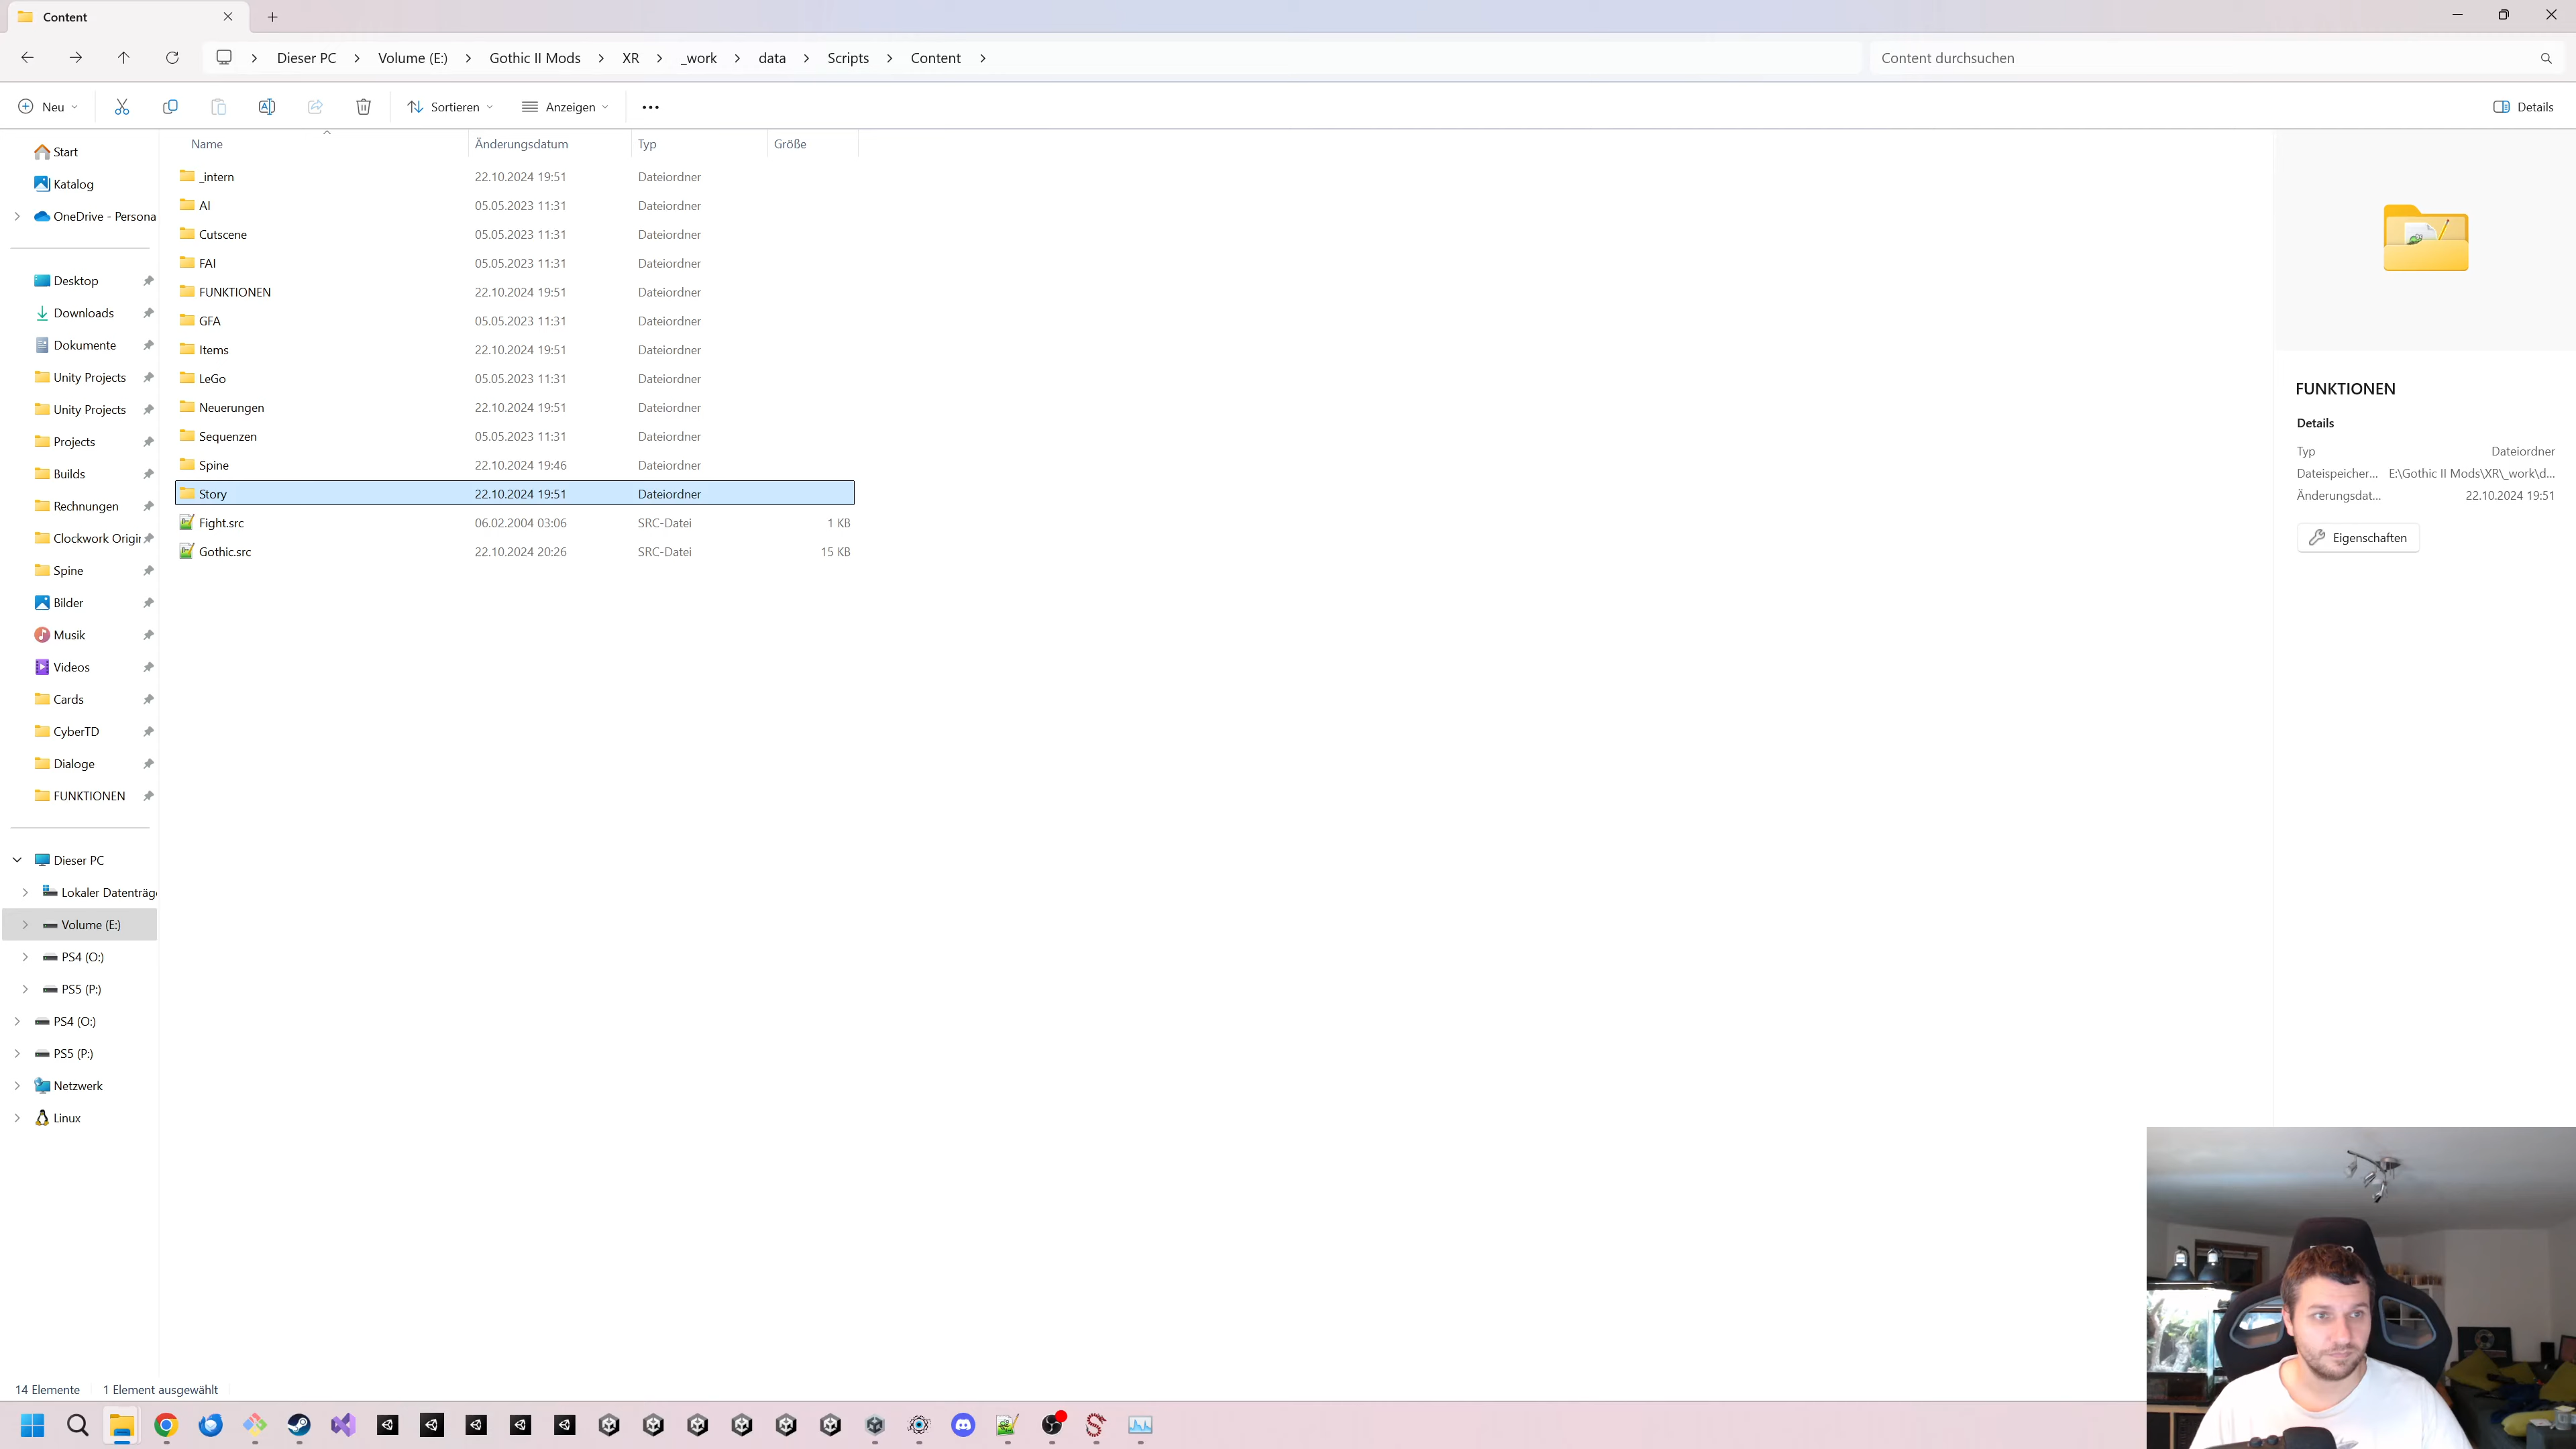 Content
Dieser PC
Volume (E:)
Gothic II Mods
XR
_work
data
Scripts
Content
Content durchsuchen
Neu
Sortieren
Anzeigen
Details
Name
Änderungsdatum
Typ
Größe
Start
Katalog
OneDrive - Persona
Desktop
Downloads
Dokumente
Unity Projects
Unity Projects
Projects
Builds
Rechnungen
Clockwork Origin
Spine
Bilder
Musik
Videos
Cards
CyberTD
Dialoge
FUNKTIONEN
Dieser PC
Lokaler Datenträge
Volume (E:)
PS4 (O:)
PS5 (P:)
PS4 (O:)
PS5 (P:)
Netzwerk
Linux
_intern 22.10.2024 19:51 Dateiordner
AI 05.05.2023 11:31 Dateiordner
Cutscene 05.05.2023 11:31 Dateiordner
FAI 05.05.2023 11:31 Dateiordner
FUNKTIONEN 22.10.2024 19:51 Dateiordner
GFA 05.05.2023 11:31 Dateiordner
Items 22.10.2024 19:51 Dateiordner
LeGo 05.05.2023 11:31 Dateiordner
Neuerungen 22.10.2024 19:51 Dateiordner
Sequenzen 05.05.2023 11:31 Dateiordner
Spine 22.10.2024 19:46 Dateiordner
Story 22.10.2024 19:51 Dateiordner
Fight.src 06.02.2004 03:06 SRC-Datei 1 KB
Gothic.src 22.10.2024 20:26 SRC-Datei 15 KB
FUNKTIONEN
Details
Typ Dateiordner
Dateispeicher... E:\Gothic II Mods\XR\_work\d...
Änderungsdat... 22.10.2024 19:51
Eigenschaften
14 Elemente 1 Element ausgewählt